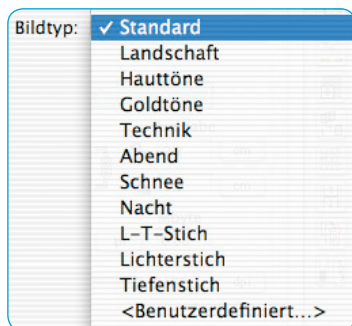 Bildtyp: ✓ Standard
Landschaft
Hauttöne
Goldtöne
Technik
Abend
Schnee
Nacht
L-T-Stich
Lichterstich
Tiefenstich
<Benutzerdefiniert...>